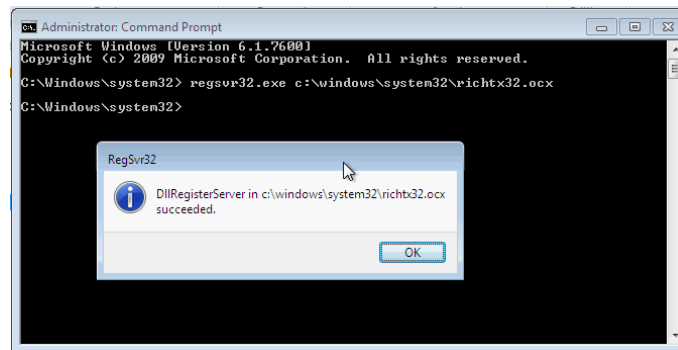 Administrator: Command Prompt
Microsoft Windows [Version 6.1.7600]
Copyright (c) 2009 Microsoft Corporation.  All rights reserved.
C:\Windows\system32> regsvr32.exe c:\windows\system32\richtx32.ocx
C:\Windows\system32>
RegSvr32
DllRegisterServer in c:\windows\system32\richtx32.ocx
succeeded.
OK